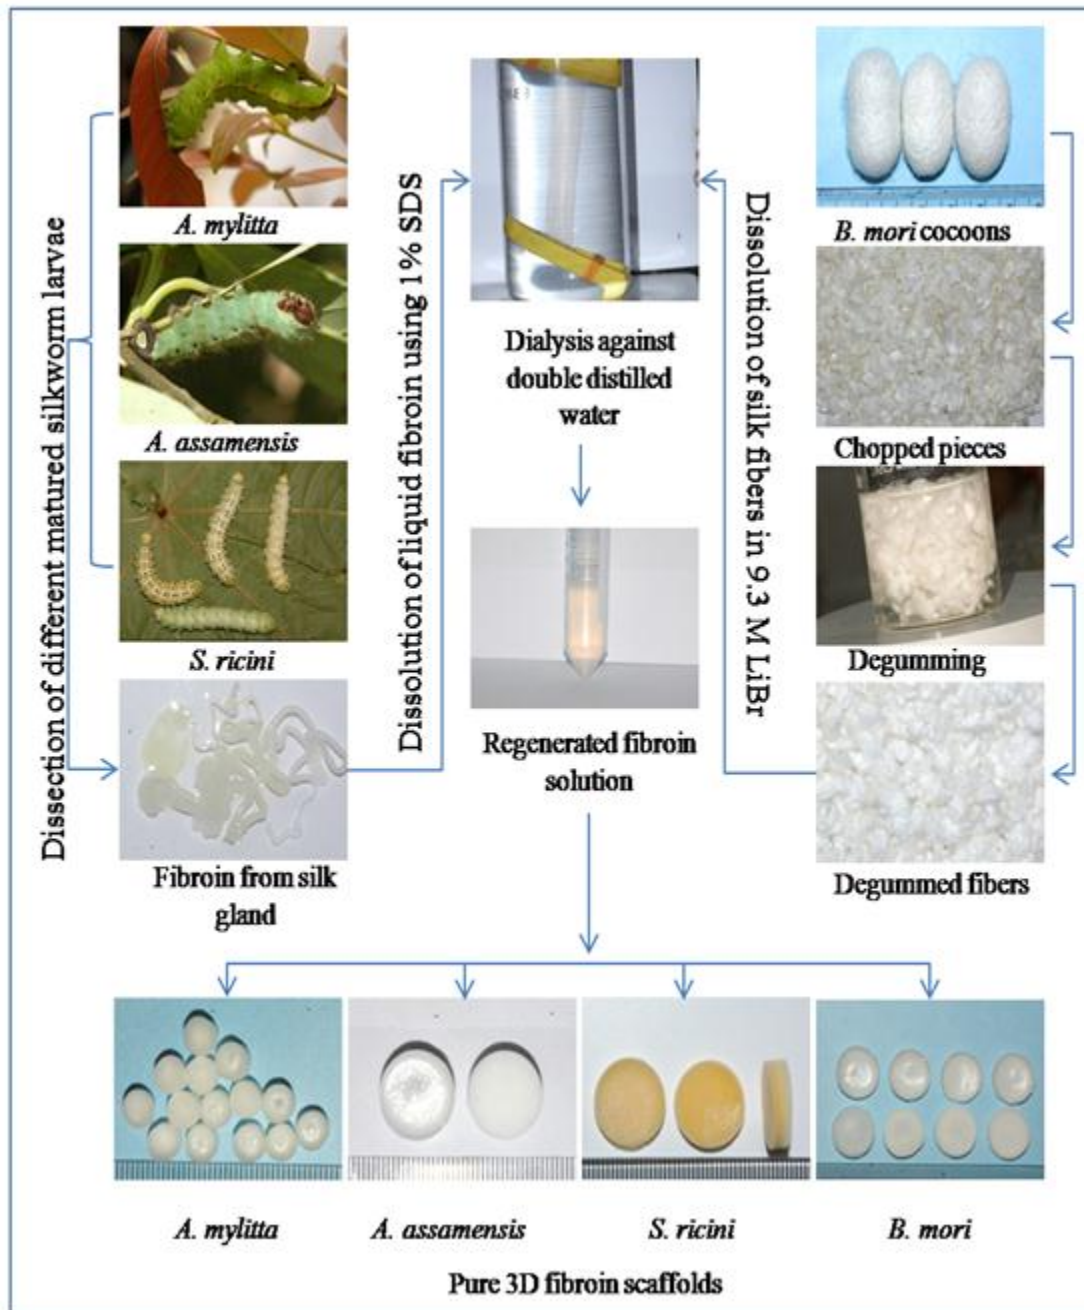 Dissection of different matured silkworm larvae
A. mylitta
A. assamensis
S. ricini
Fibroin from silk
gland
Dissolution of liquid fibroin using 1% SDS
Dialysis against
double distilled
water
Regenerated fibroin
solution
Dissolution of silk fibers in 9.3 M LiBr
B. mori cocoons
Chopped pieces
Degumming
Degummed fibers
A. mylitta
A. assamensis
S. ricini
B. mori
Pure 3D fibroin scaffolds